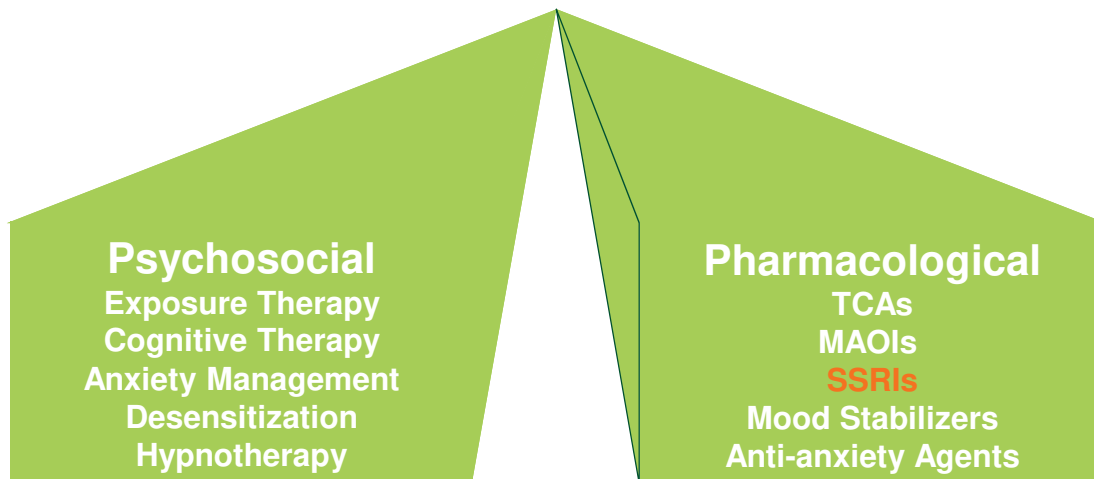 Psychosocial
Exposure Therapy
Cognitive Therapy
Anxiety Management
Desensitization
Hypnotherapy
Pharmacological
TCAs
MAOIs
SSRIs
Mood Stabilizers
Anti-anxiety Agents